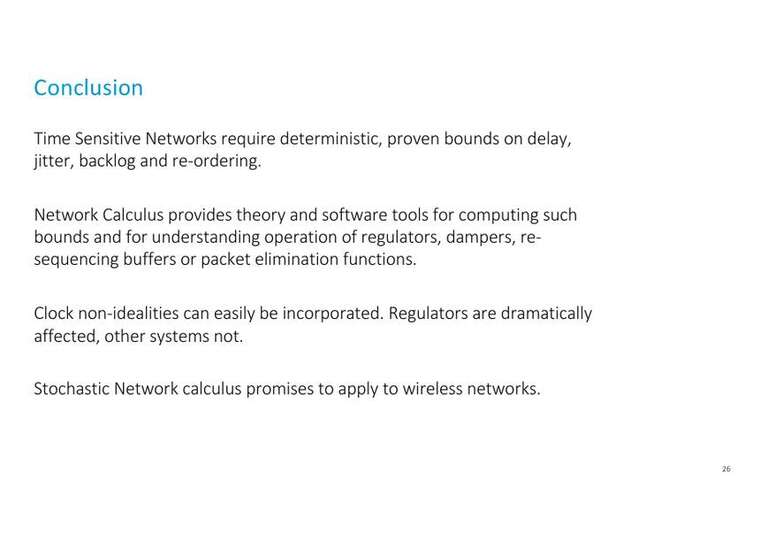 Conclusion
Time Sensitive Networks require deterministic, proven bounds on delay,
jitter, backlog and re-ordering.
Network Calculus provides theory and software tools for computing such
bounds and for understanding operation of regulators, dampers, re-
sequencing buffers or packet elimination functions.
Clock non-idealities can easily be incorporated. Regulators are dramatically
affected, other systems not.
Stochastic Network calculus promises to apply to wireless networks.
26